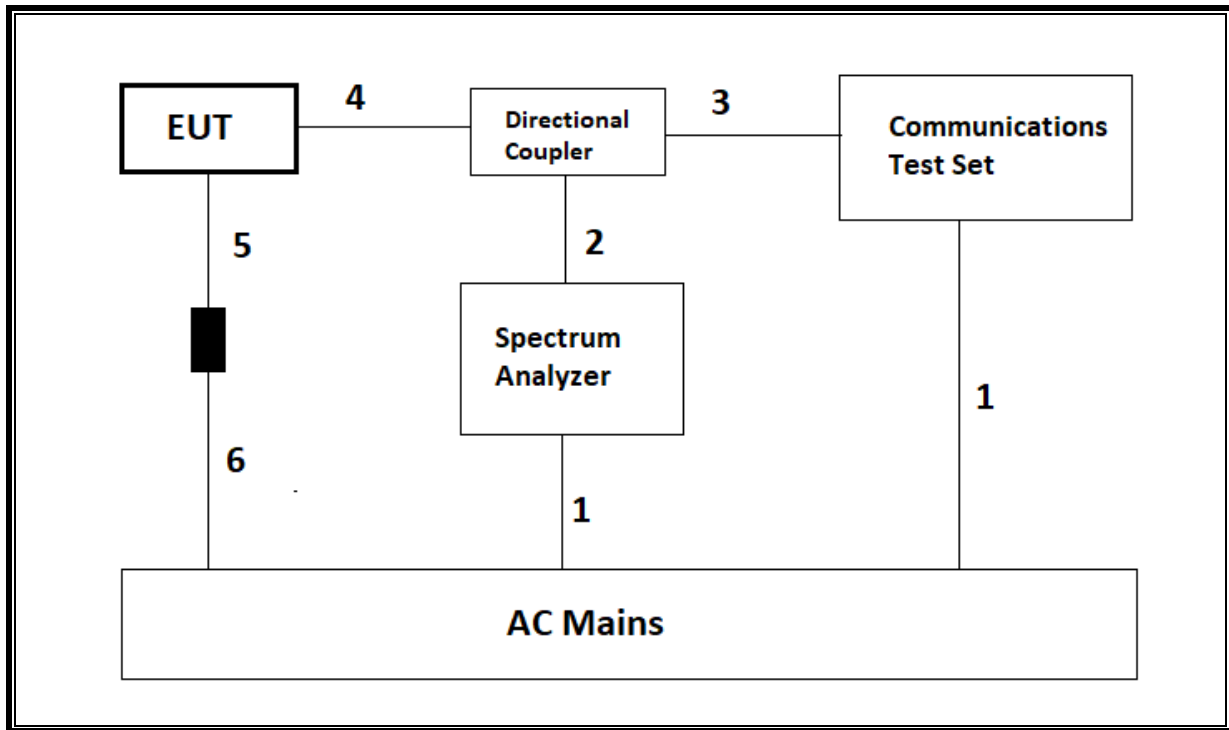 EUT
4
Directional
Coupler
3
Communications
Test Set
5
2
Spectrum
Analyzer
1
6
1
AC Mains